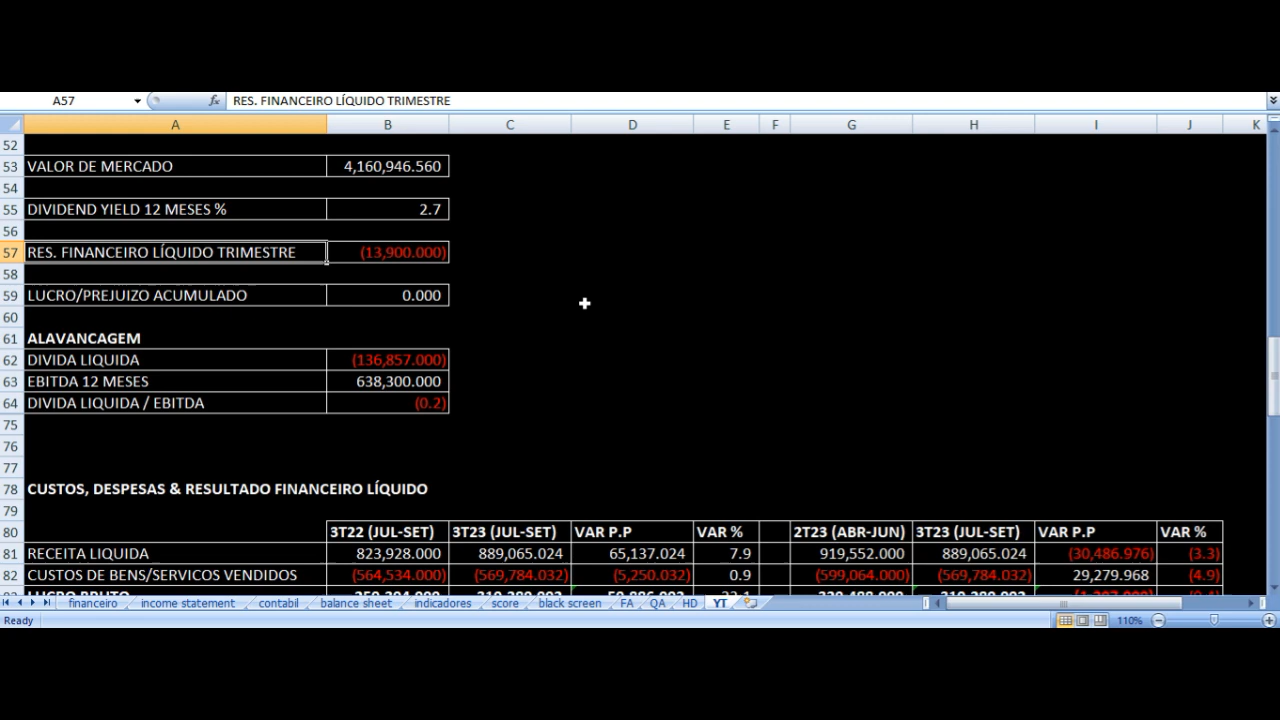 A57 fx RES. FINANCEIRO LÍQUIDO TRIMESTRE
A B C D E F G H I J K
52
53 VALOR DE MERCADO 4,160,946.560
54
55 DIVIDEND YIELD 12 MESES % 2.7
56
57 RES. FINANCEIRO LÍQUIDO TRIMESTRE (13,900.000)
58
59 LUCRO/PREJUIZO ACUMULADO 0.000
60
61 ALAVANCAGEM
62 DIVIDA LIQUIDA (136,857.000)
63 EBITDA 12 MESES 638,300.000
64 DIVIDA LIQUIDA / EBITDA (0.2)
75
76
77
78 CUSTOS, DESPESAS & RESULTADO FINANCEIRO LÍQUIDO
79
80 3T22 (JUL-SET) 3T23 (JUL-SET) VAR P.P VAR % 2T23 (ABR-JUN) 3T23 (JUL-SET) VAR P.P VAR %
81 RECEITA LIQUIDA 823,928.000 889,065.024 65,137.024 7.9 919,552.000 889,065.024 (30,486.976) (3.3)
82 CUSTOS DE BENS/SERVICOS VENDIDOS (564,534.000) (569,784.032) (5,250.032) 0.9 (599,064.000) (569,784.032) 29,279.968 (4.9)
financeiro income statement contabil balance sheet indicadores score black screen FA QA HD YT
Ready 110%